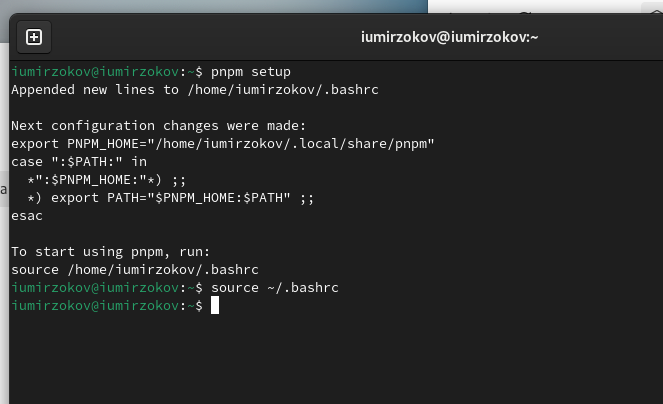 iumirzokov@iumirzokov:~
iumirzokov@iumirzokov:~$ pnpm setup
Appended new lines to /home/iumirzokov/.bashrc
Next configuration changes were made:
export PNPM_HOME="/home/iumirzokov/.local/share/pnpm"
case ":$PATH:" in
  *":$PNPM_HOME:"*) ;;
  *) export PATH="$PNPM_HOME:$PATH" ;;
esac
To start using pnpm, run:
source /home/iumirzokov/.bashrc
iumirzokov@iumirzokov:~$ source ~/.bashrc
iumirzokov@iumirzokov:~$